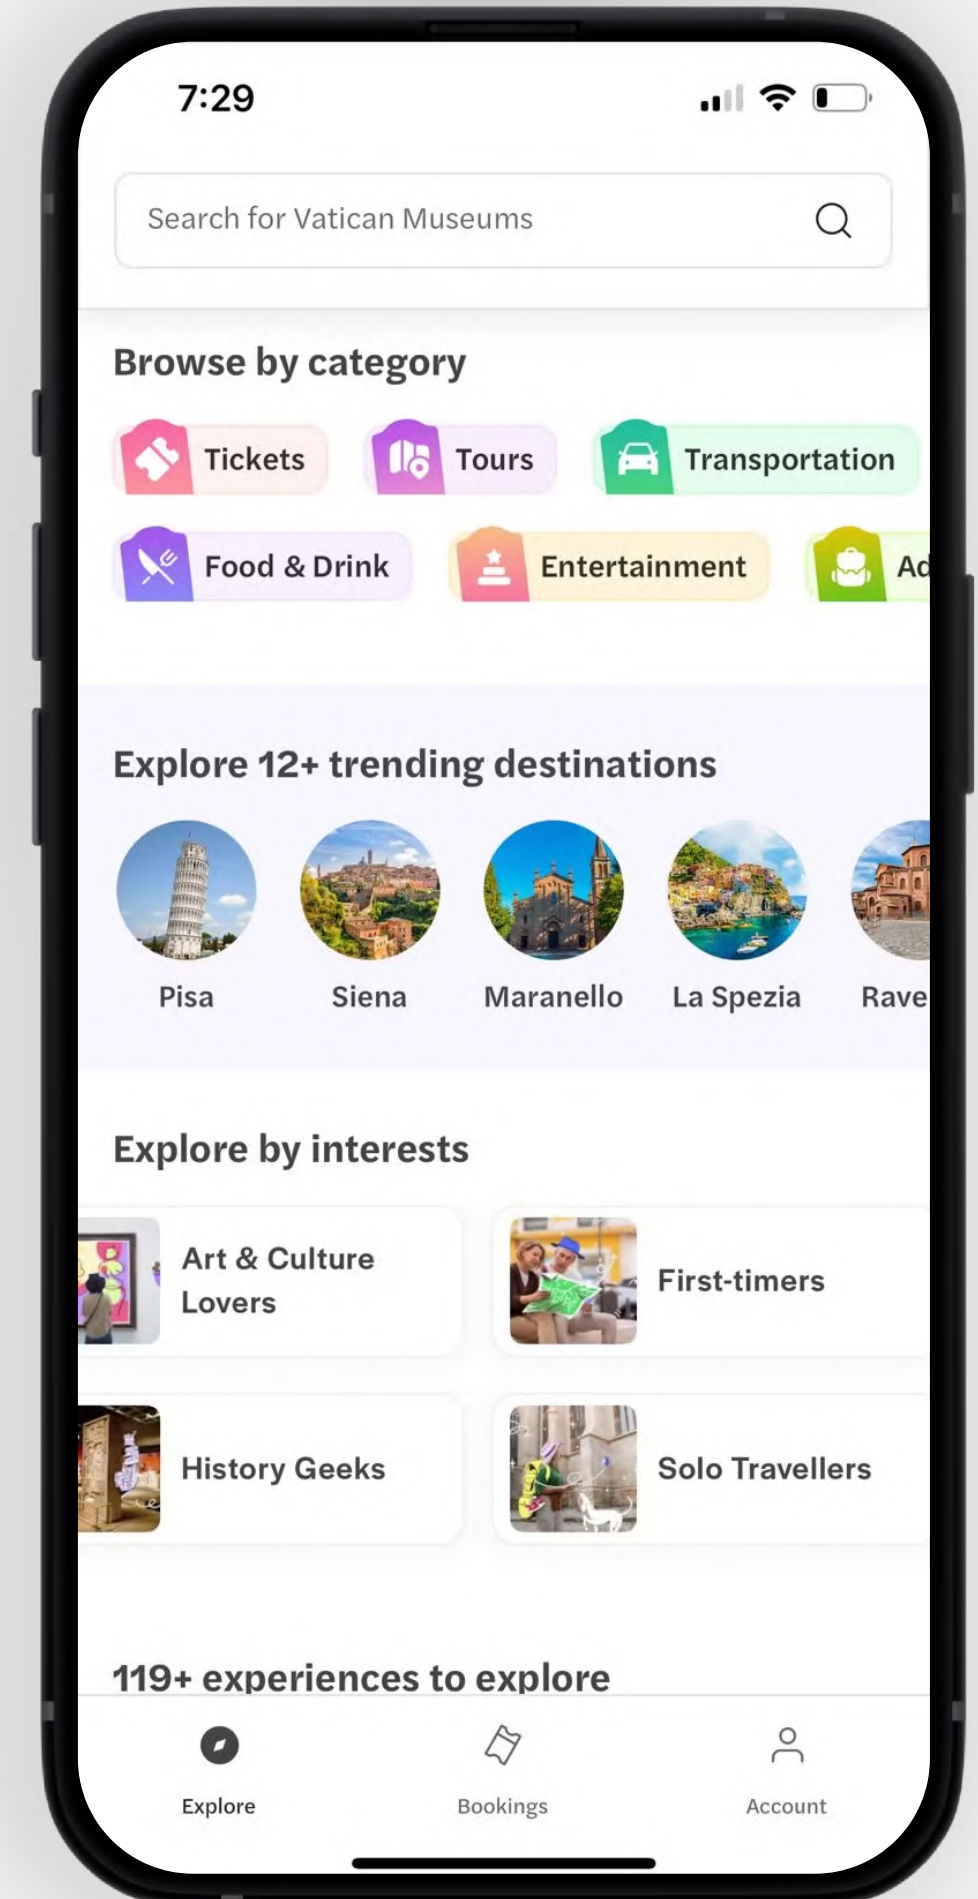 7:29
Search for Vatican Museums
Browse by category
Tickets
Tours
Transportation
Food & Drink
Entertainment
Ad
Explore 12+ trending destinations
Pisa
Siena
Maranello
La Spezia
Rave
Explore by interests
Art & Culture
Lovers
First-timers
History Geeks
Solo Travellers
119+ experiences to explore
Explore
Bookings
Account